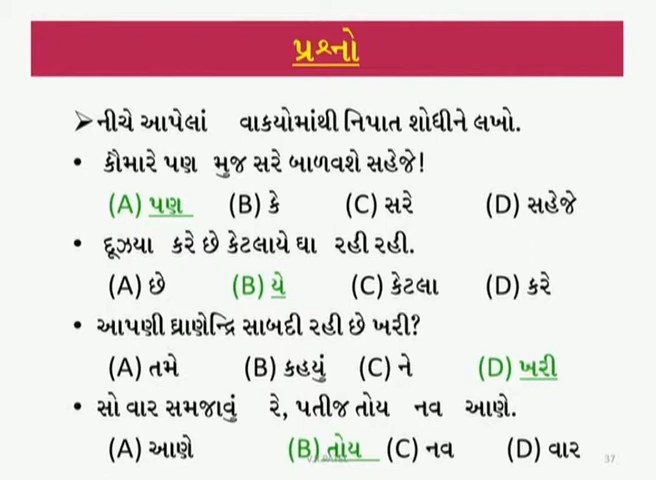 પ્રશ્નો
➢નીચે આપેલાં વાકયોમાંથી નિપાત શોધીને લખો.
• કૌમારે પણ મુજ સરે બાળવશે સહેજે!
(A) પણ (B) કે (C) સરે (D) સહેજે
• દૂઝયા કરે છે કેટલાયે ઘા રહી રહી.
(A) છે (B) યે (C) કેટલા (D) કરે
• આપણી ઘ્રાણેન્દ્રિ સાબદી રહી છે ખરી?
(A) તમે (B) કહયું (C) ને (D) ખરી
• સો વાર સમજાવું રે, પતીજ તોય નવ આણે.
(A) આણે (B) તોય (C) નવ (D) વાર
37